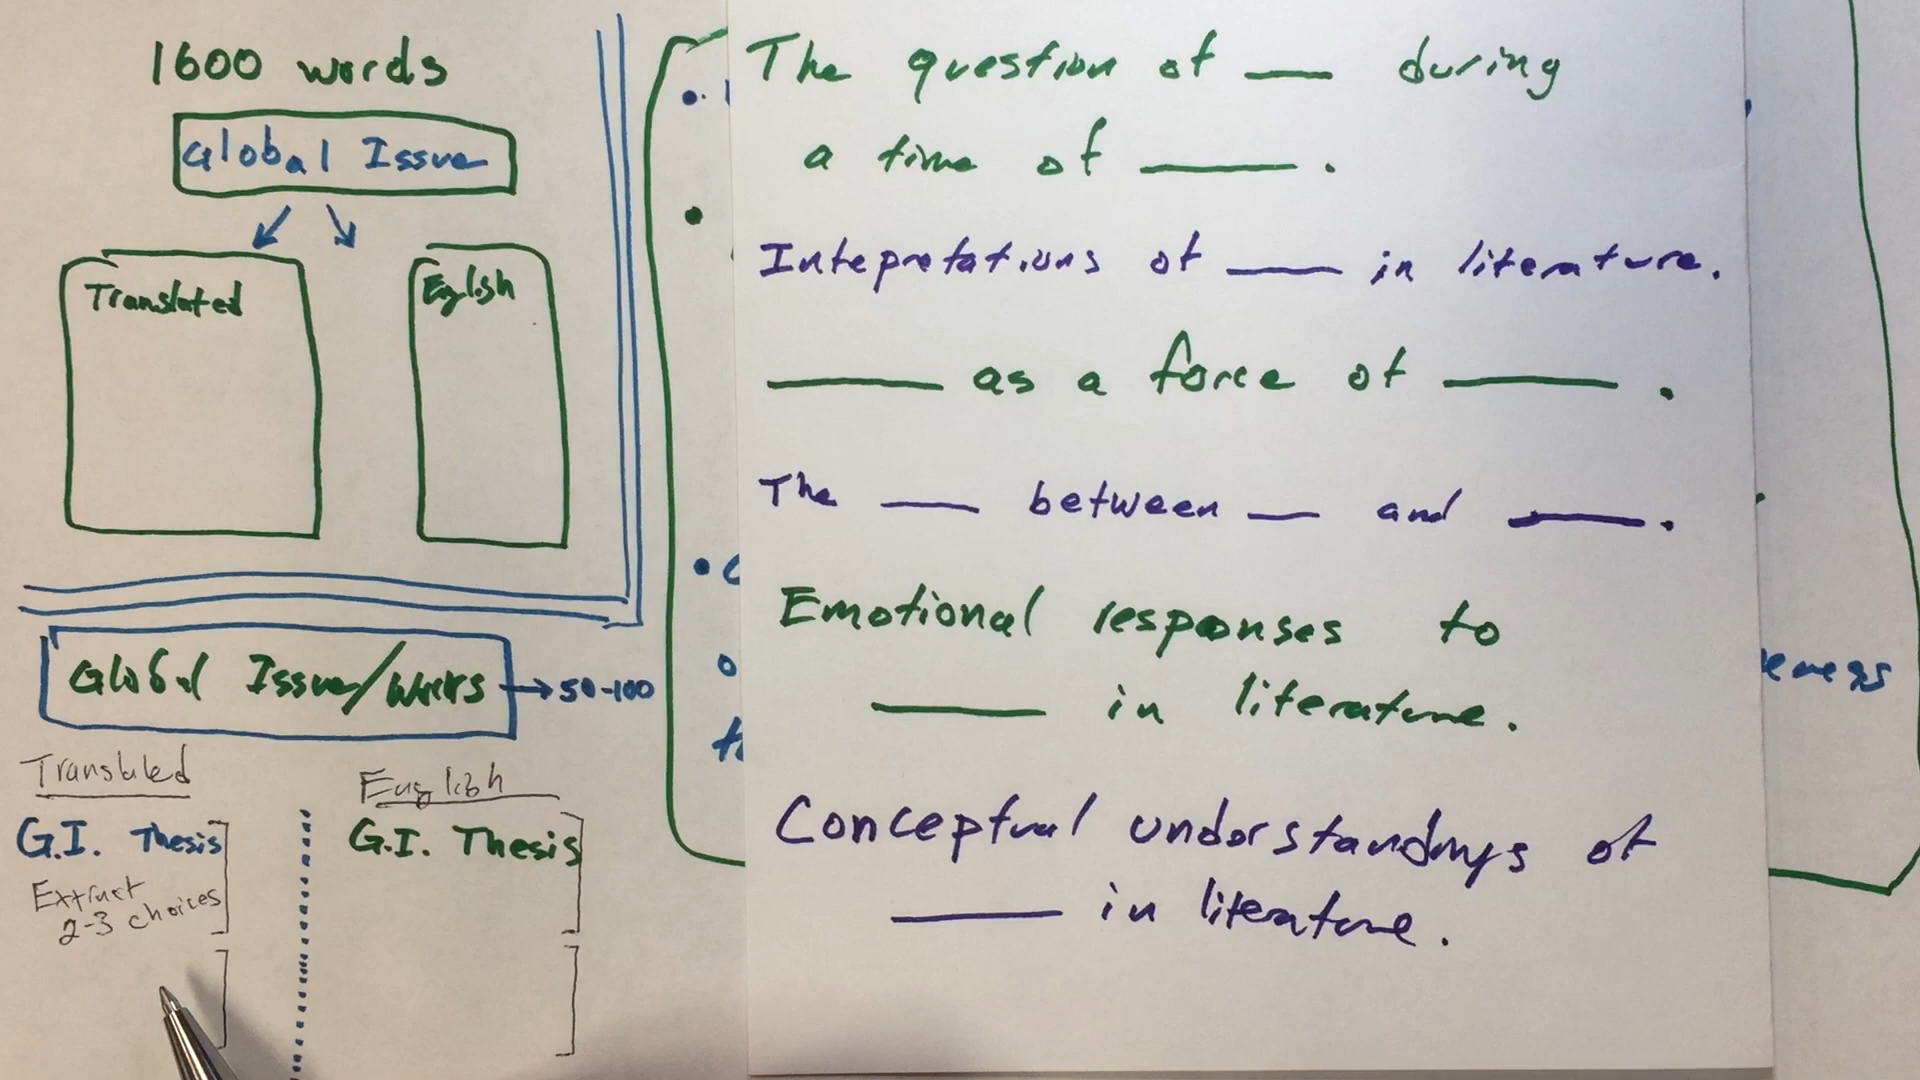 1600 words
Global Issue
Translated
English
Global Issue/Works → 50-100
Translated
English
G.I. Thesis
Extract
2-3 choices
G.I. Thesis
The question of ___ during
a time of ___.
Intepretations of ___ in literature.
___ as a force of ___.
The ___ between ___ and ___.
Emotional responses to
___ in literature.
Conceptual understandings of
___ in literature.